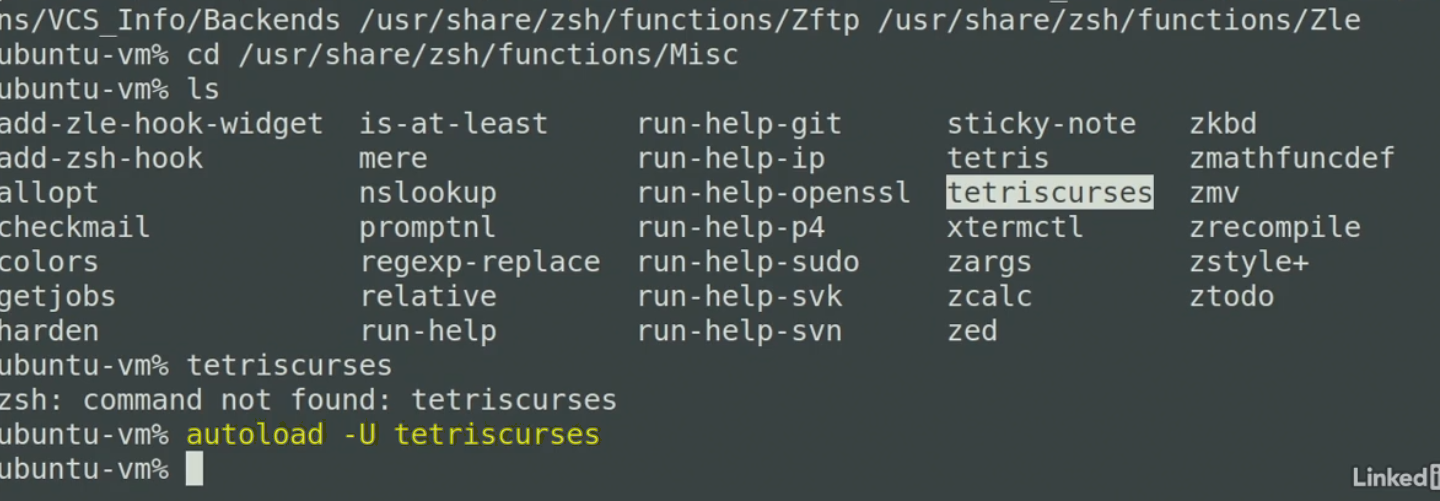 ns/VCS_Info/Backends /usr/share/zsh/functions/Zftp /usr/share/zsh/functions/Zle
ubuntu-vm% cd /usr/share/zsh/functions/Misc
ubuntu-vm% ls
add-zle-hook-widget is-at-least run-help-git sticky-note zkbd
add-zsh-hook mere run-help-ip tetris zmathfuncdef
allopt nslookup run-help-openssl tetriscurses zmv
checkmail promptnl run-help-p4 xtermctl zrecompile
colors regexp-replace run-help-sudo zargs zstyle+
getjobs relative run-help-svk zcalc ztodo
harden run-help run-help-svn zed
ubuntu-vm% tetriscurses
zsh: command not found: tetriscurses
ubuntu-vm% autoload -U tetriscurses
ubuntu-vm%
Linkedi